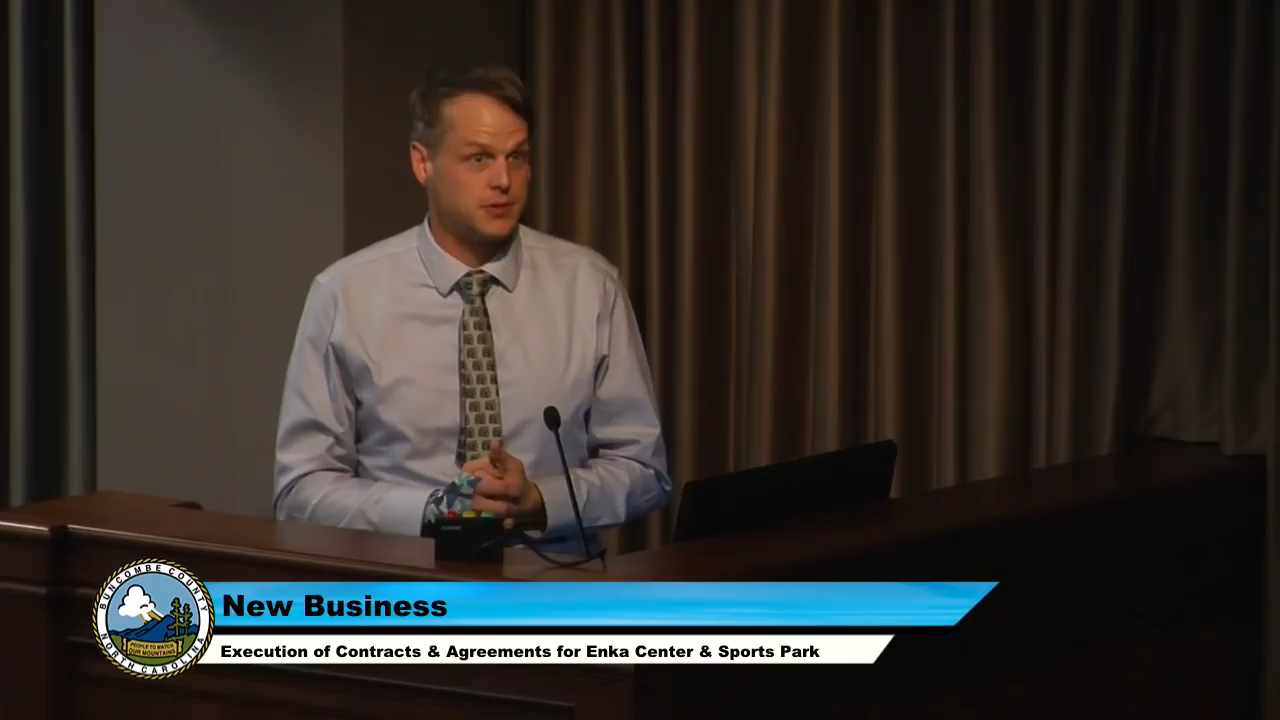 New Business
Execution of Contracts & Agreements for Enka Center & Sports Park
BUNCOMBE COUNTY
PEOPLE TO MATCH
OUR MOUNTAINS
NORTH CAROLINA